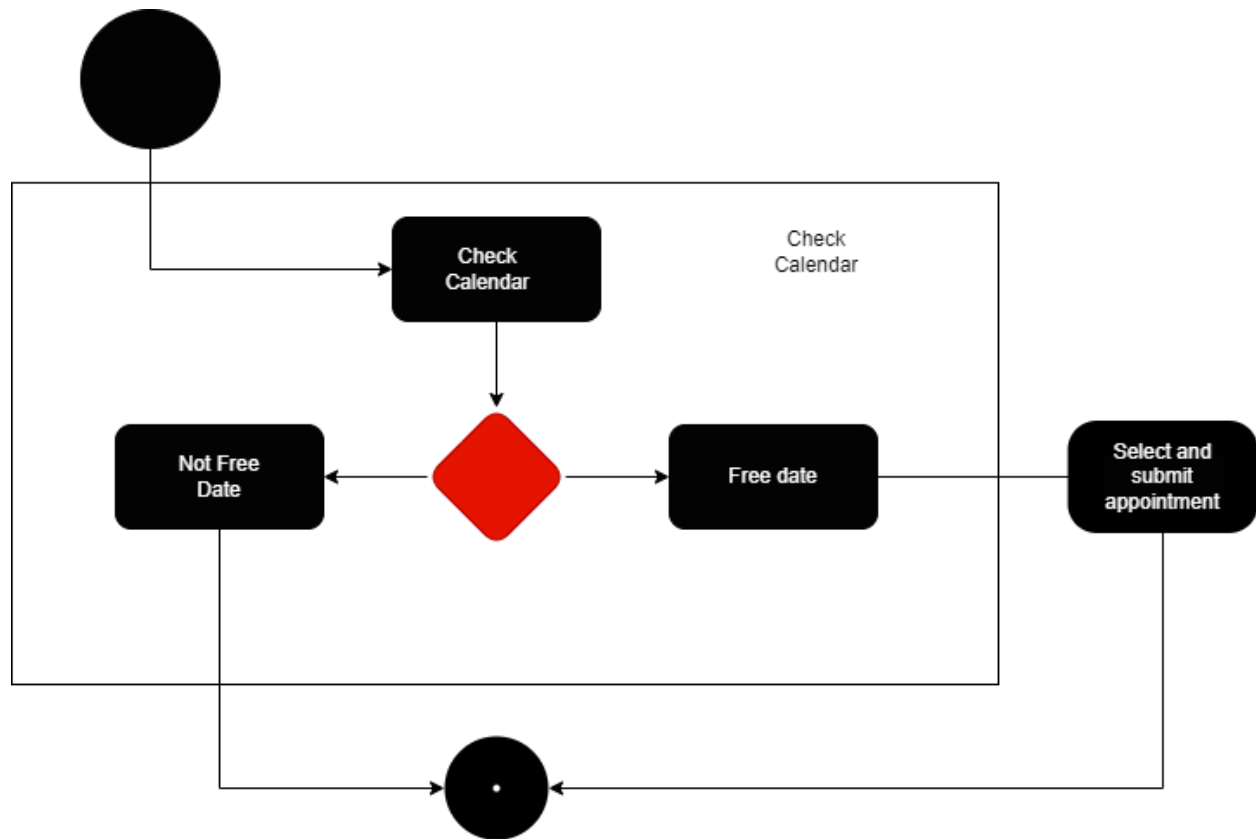 Check
Calendar
Check
Calendar
Not Free
Date
Free date
Select and
submit
appointment